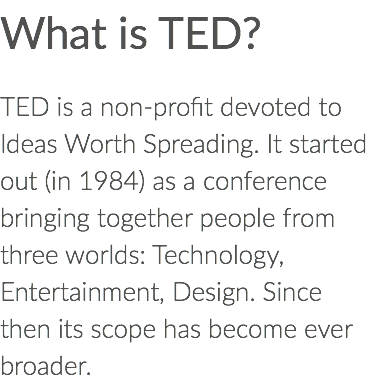 What is TED?
TED is a non-profit devoted to
Ideas Worth Spreading. It started
out (in 1984) as a conference
bringing together people from
three worlds: Technology,
Entertainment, Design. Since
then its scope has become ever
broader.